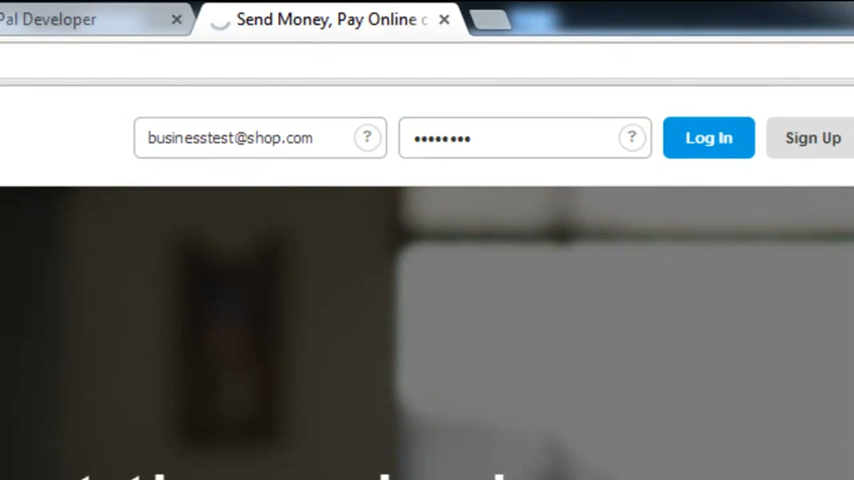 Pal Developer
Send Money, Pay Online
businesstest@shop.com ?
•••••••• ?
Log In
Sign Up